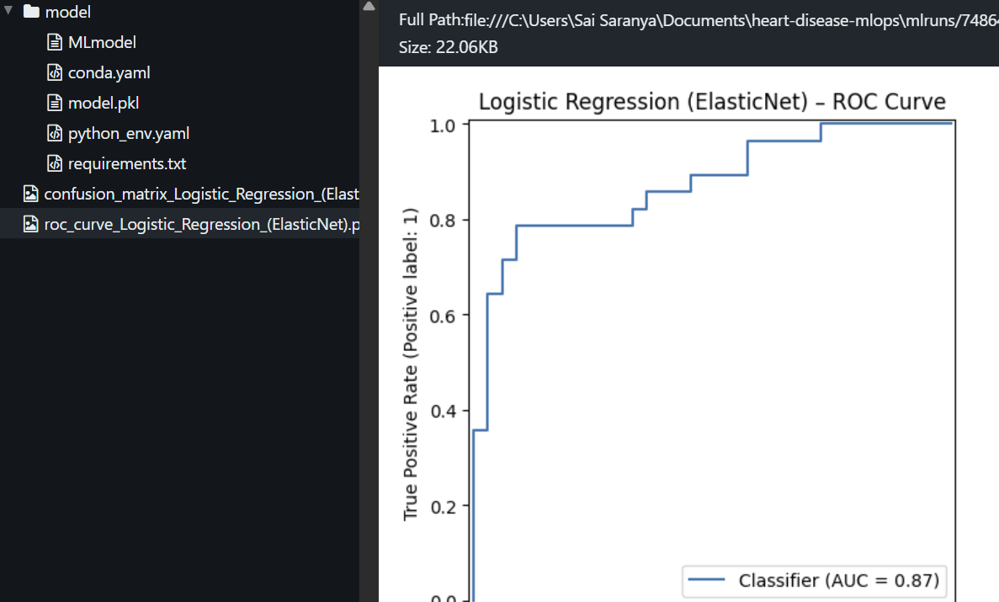 model
MLmodel
conda.yaml
model.pkl
python_env.yaml
requirements.txt
confusion_matrix_Logistic_Regression_(Elast
roc_curve_Logistic_Regression_(ElasticNet).p
Full Path:file:///C:\Users\Sai Saranya\Documents\heart-disease-mlops\mlruns/7486
Size: 22.06KB
Logistic Regression (ElasticNet) – ROC Curve
True Positive Rate (Positive label: 1)
1.0
0.8
0.6
0.4
0.2
0.0
Classifier (AUC = 0.87)